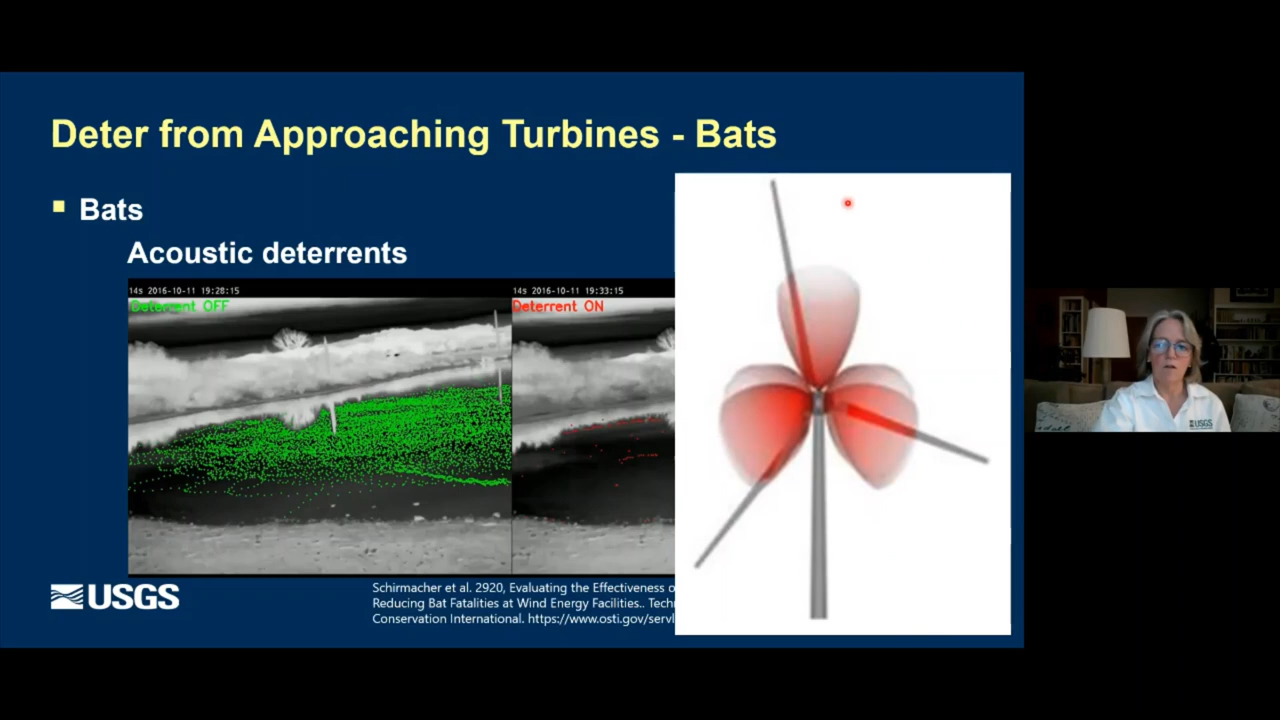 Deter from Approaching Turbines - Bats
Bats
Acoustic deterrents
14s 2016-10-11 19:28:15
14s 2016-10-11 19:33:15
Deterrent OFF
Deterrent ON
USGS
Schirmacher et al. 2920, Evaluating the Effectiveness o
Reducing Bat Fatalities at Wind Energy Facilities.. Techn
Conservation International. https://www.osti.gov/servl
USGS